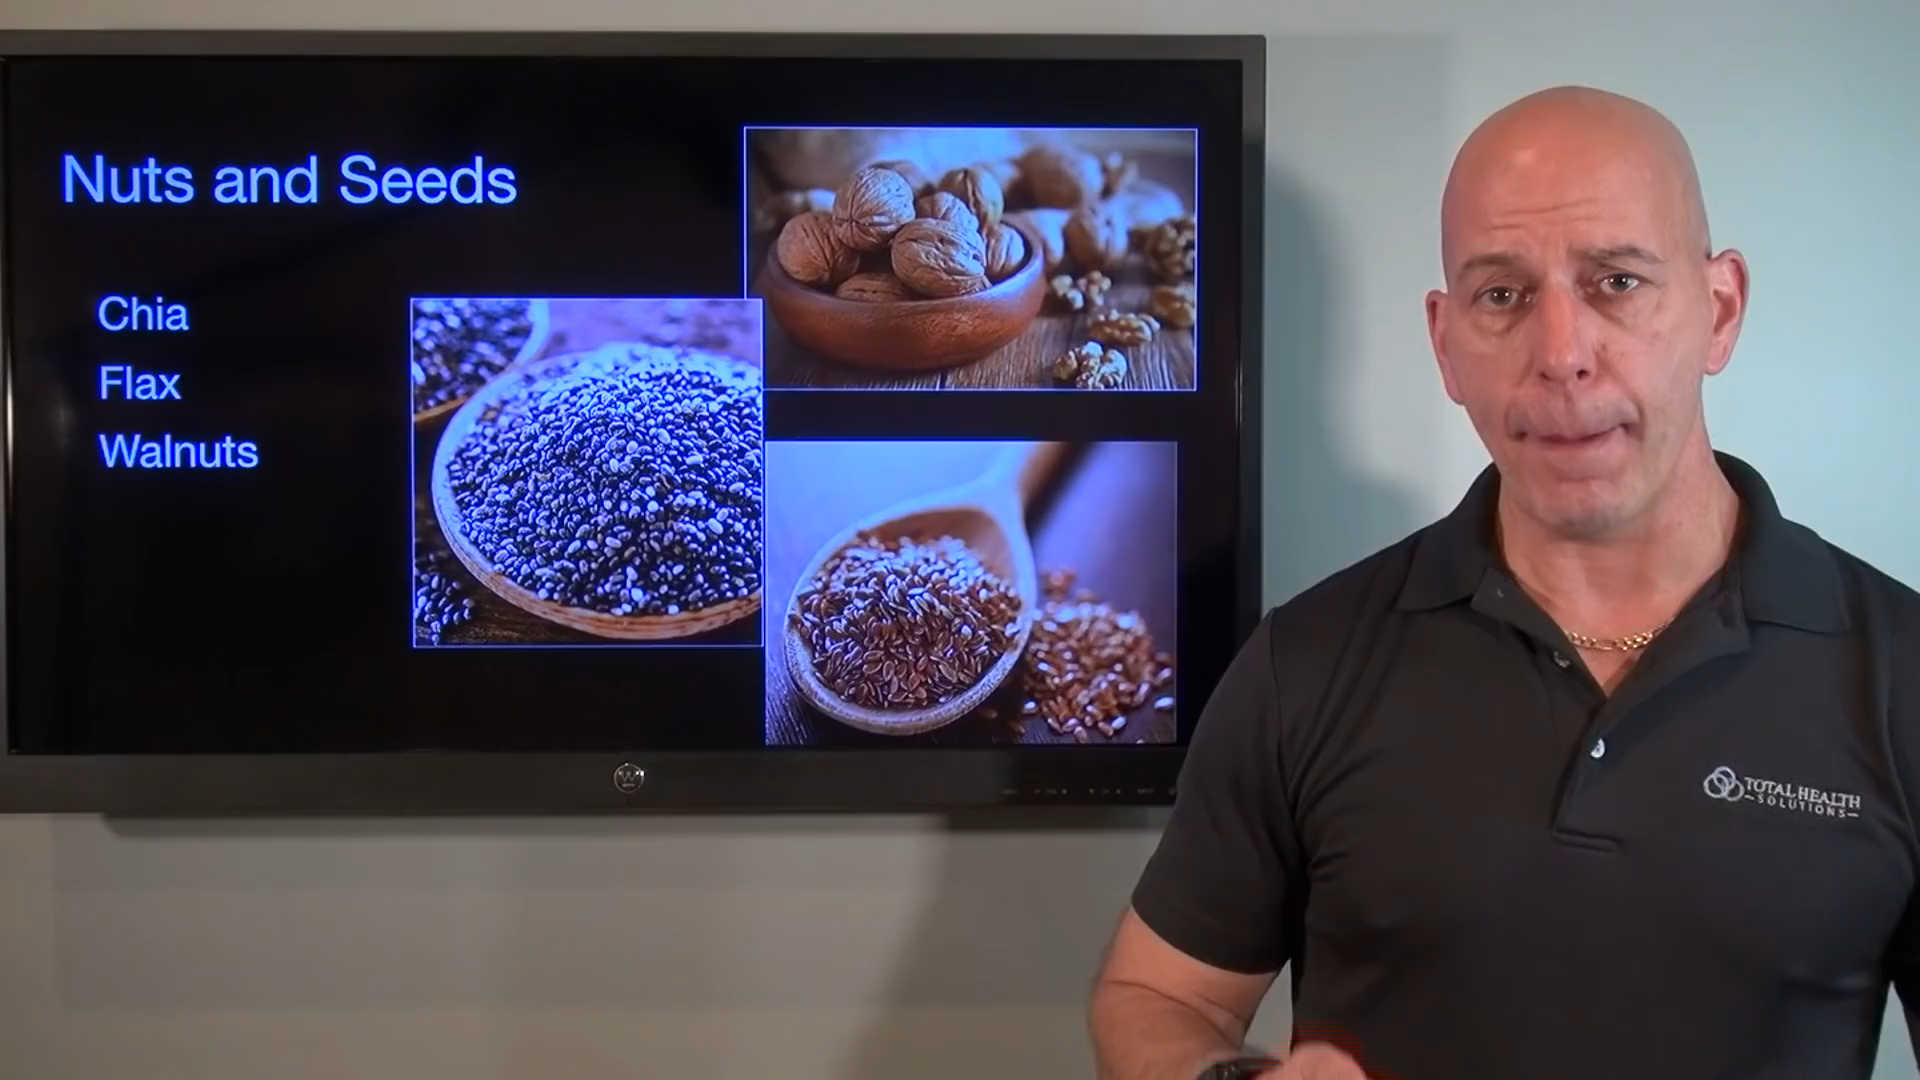 Nuts and Seeds
Chia
Flax
Walnuts
TOTAL HEALTH
—SOLUTIONS—